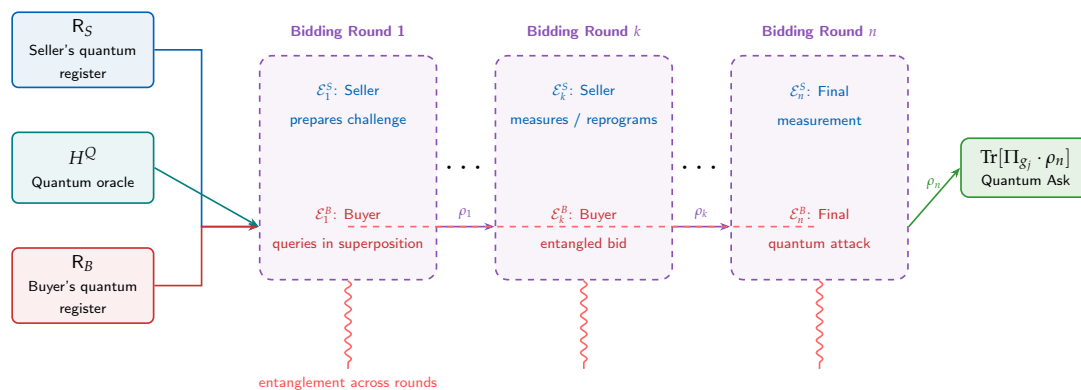 R_S
Seller's quantum
register
H^Q
Quantum oracle
R_B
Buyer's quantum
register
Bidding Round 1
ℰ_1^S: Seller
prepares challenge
ℰ_1^B: Buyer
queries in superposition
entanglement across rounds
· · ·
ρ_1
Bidding Round k
ℰ_k^S: Seller
measures / reprograms
ℰ_k^B: Buyer
entangled bid
· · ·
ρ_k
Bidding Round n
ℰ_n^S: Final
measurement
ℰ_n^B: Final
quantum attack
ρ_n
Tr[Π_{g_j} · ρ_n]
Quantum Ask